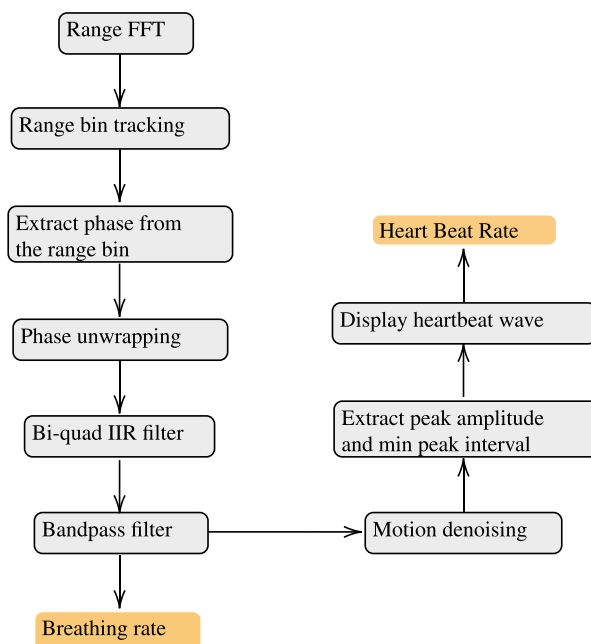 Range FFT
Range bin tracking
Extract phase from
the range bin
Phase unwrapping
Bi-quad IIR filter
Bandpass filter
Breathing rate
Motion denoising
Extract peak amplitude
and min peak interval
Display heartbeat wave
Heart Beat Rate